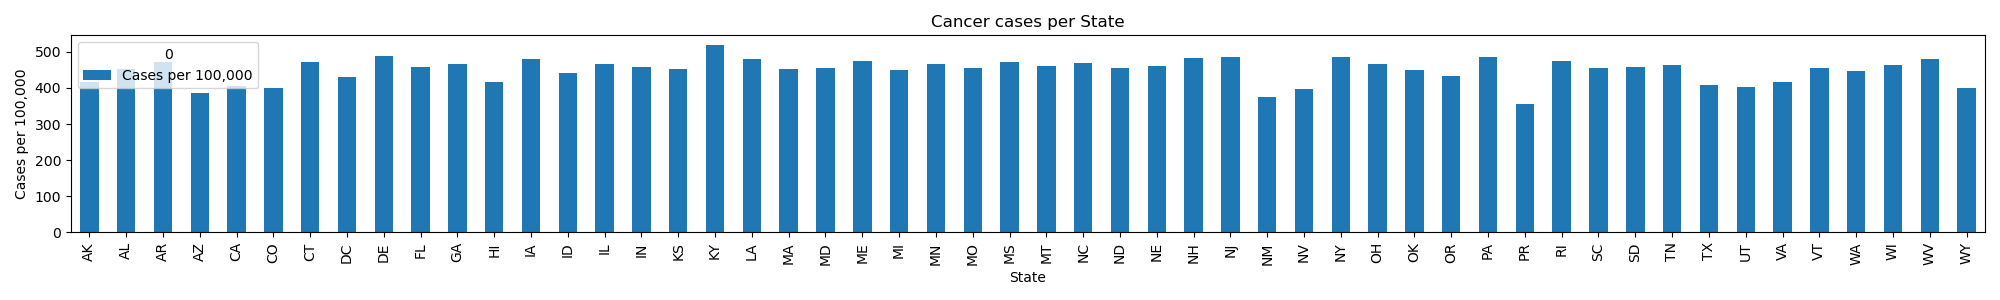 Cancer cases per State
0
Cases per 100,000
Cases per 100,000
500
400
300
200
100
0
AK AL AR AZ CA CO CT DC DE FL GA HI IA ID IL IN KS KY LA MA MD ME MI MN MO MS MT NC ND NE NH NJ NM NV NY OH OK OR PA PR RI SC SD TN TX UT VA VT WA WI WV WY
State